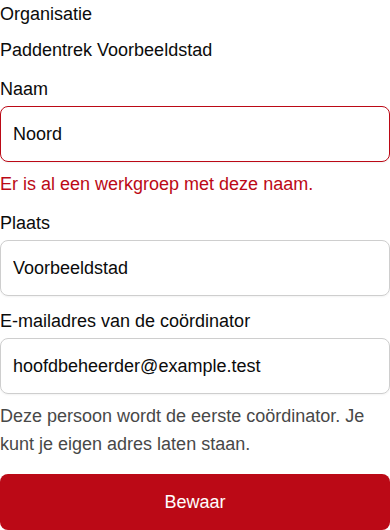 Organisatie
Paddentrek Voorbeeldstad
Naam
Noord
Er is al een werkgroep met deze naam.
Plaats
Voorbeeldstad
E-mailadres van de coördinator
hoofdbeheerder@example.test
Deze persoon wordt de eerste coördinator. Je
kunt je eigen adres laten staan.
Bewaar